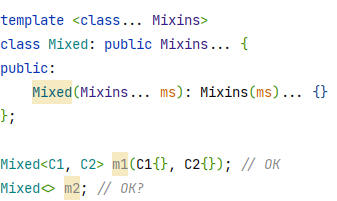 template <class... Mixins>
class Mixed: public Mixins... {
public:
    Mixed(Mixins... ms): Mixins(ms)... {}
};

Mixed<C1, C2> m1(C1{}, C2{}); // OK
Mixed<> m2; // OK?